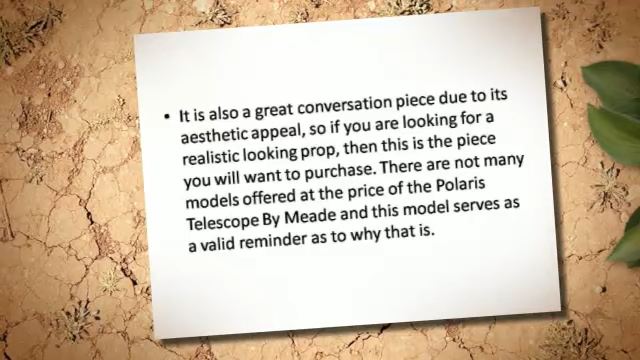 • It is also a great conversation piece due to its
aesthetic appeal, so if you are looking for a
realistic looking prop, then this is the piece
you will want to purchase. There are not many
models offered at the price of the Polaris
Telescope By Meade and this model serves as
a valid reminder as to why that is.